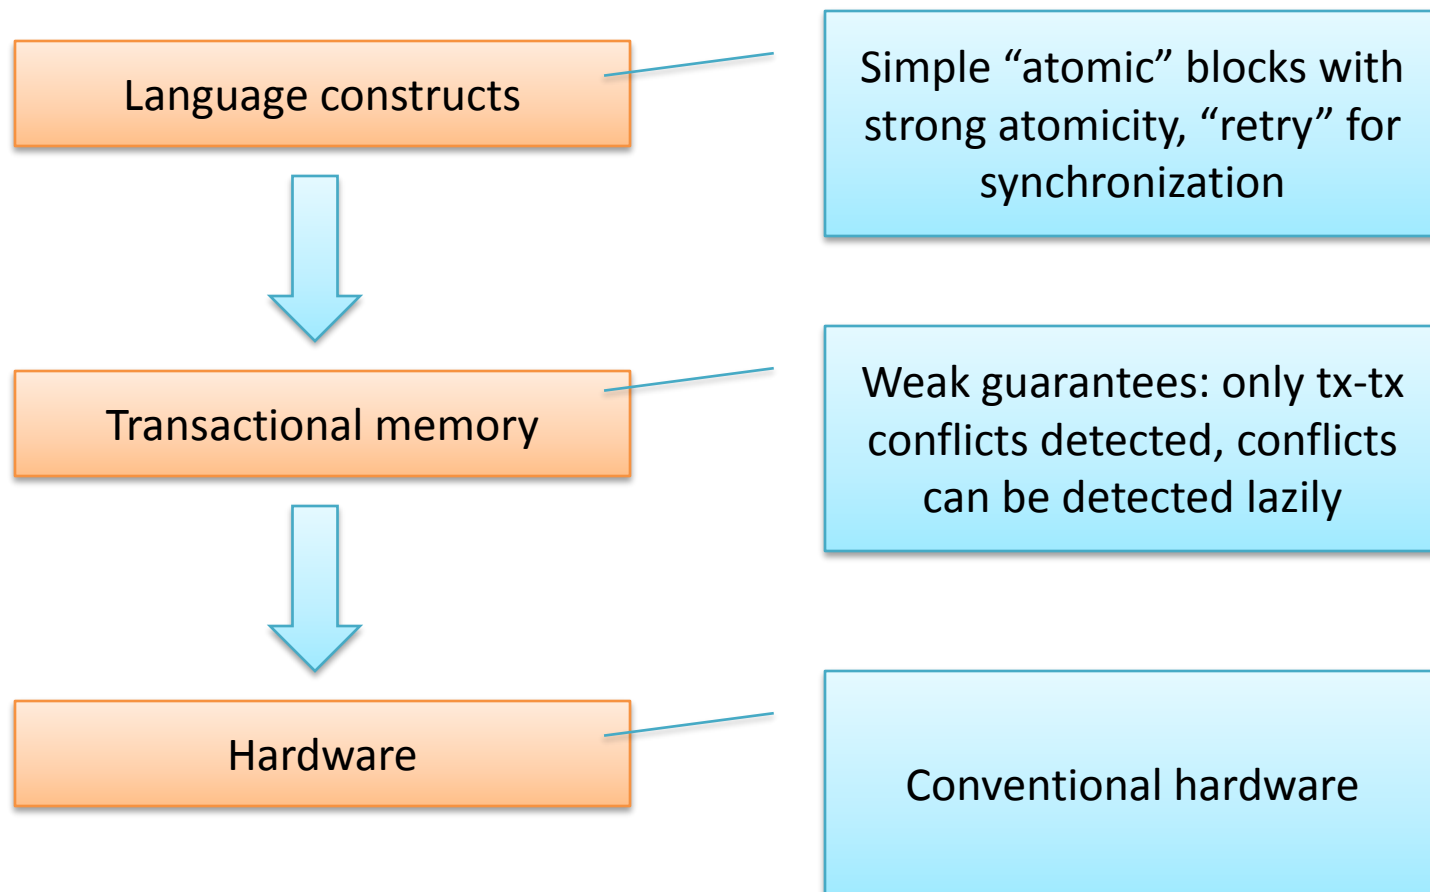 Language constructs
Simple “atomic” blocks with
strong atomicity, “retry” for
synchronization
Transactional memory
Weak guarantees: only tx-tx
conflicts detected, conflicts
can be detected lazily
Hardware
Conventional hardware